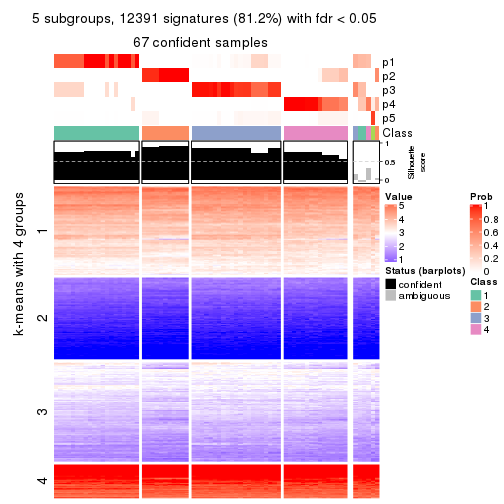 5 subgroups, 12391 signatures (81.2%) with fdr < 0.05
67 confident samples
p1
p2
p3
p4
p5
Class
1
0.5
0
Silhouette
score
k-means with 4 groups
1
2
3
4
Value
5
4
3
2
1
Status (barplots)
confident
ambiguous
Prob
1
0.8
0.6
0.4
0.2
0
Class
1
2
3
4